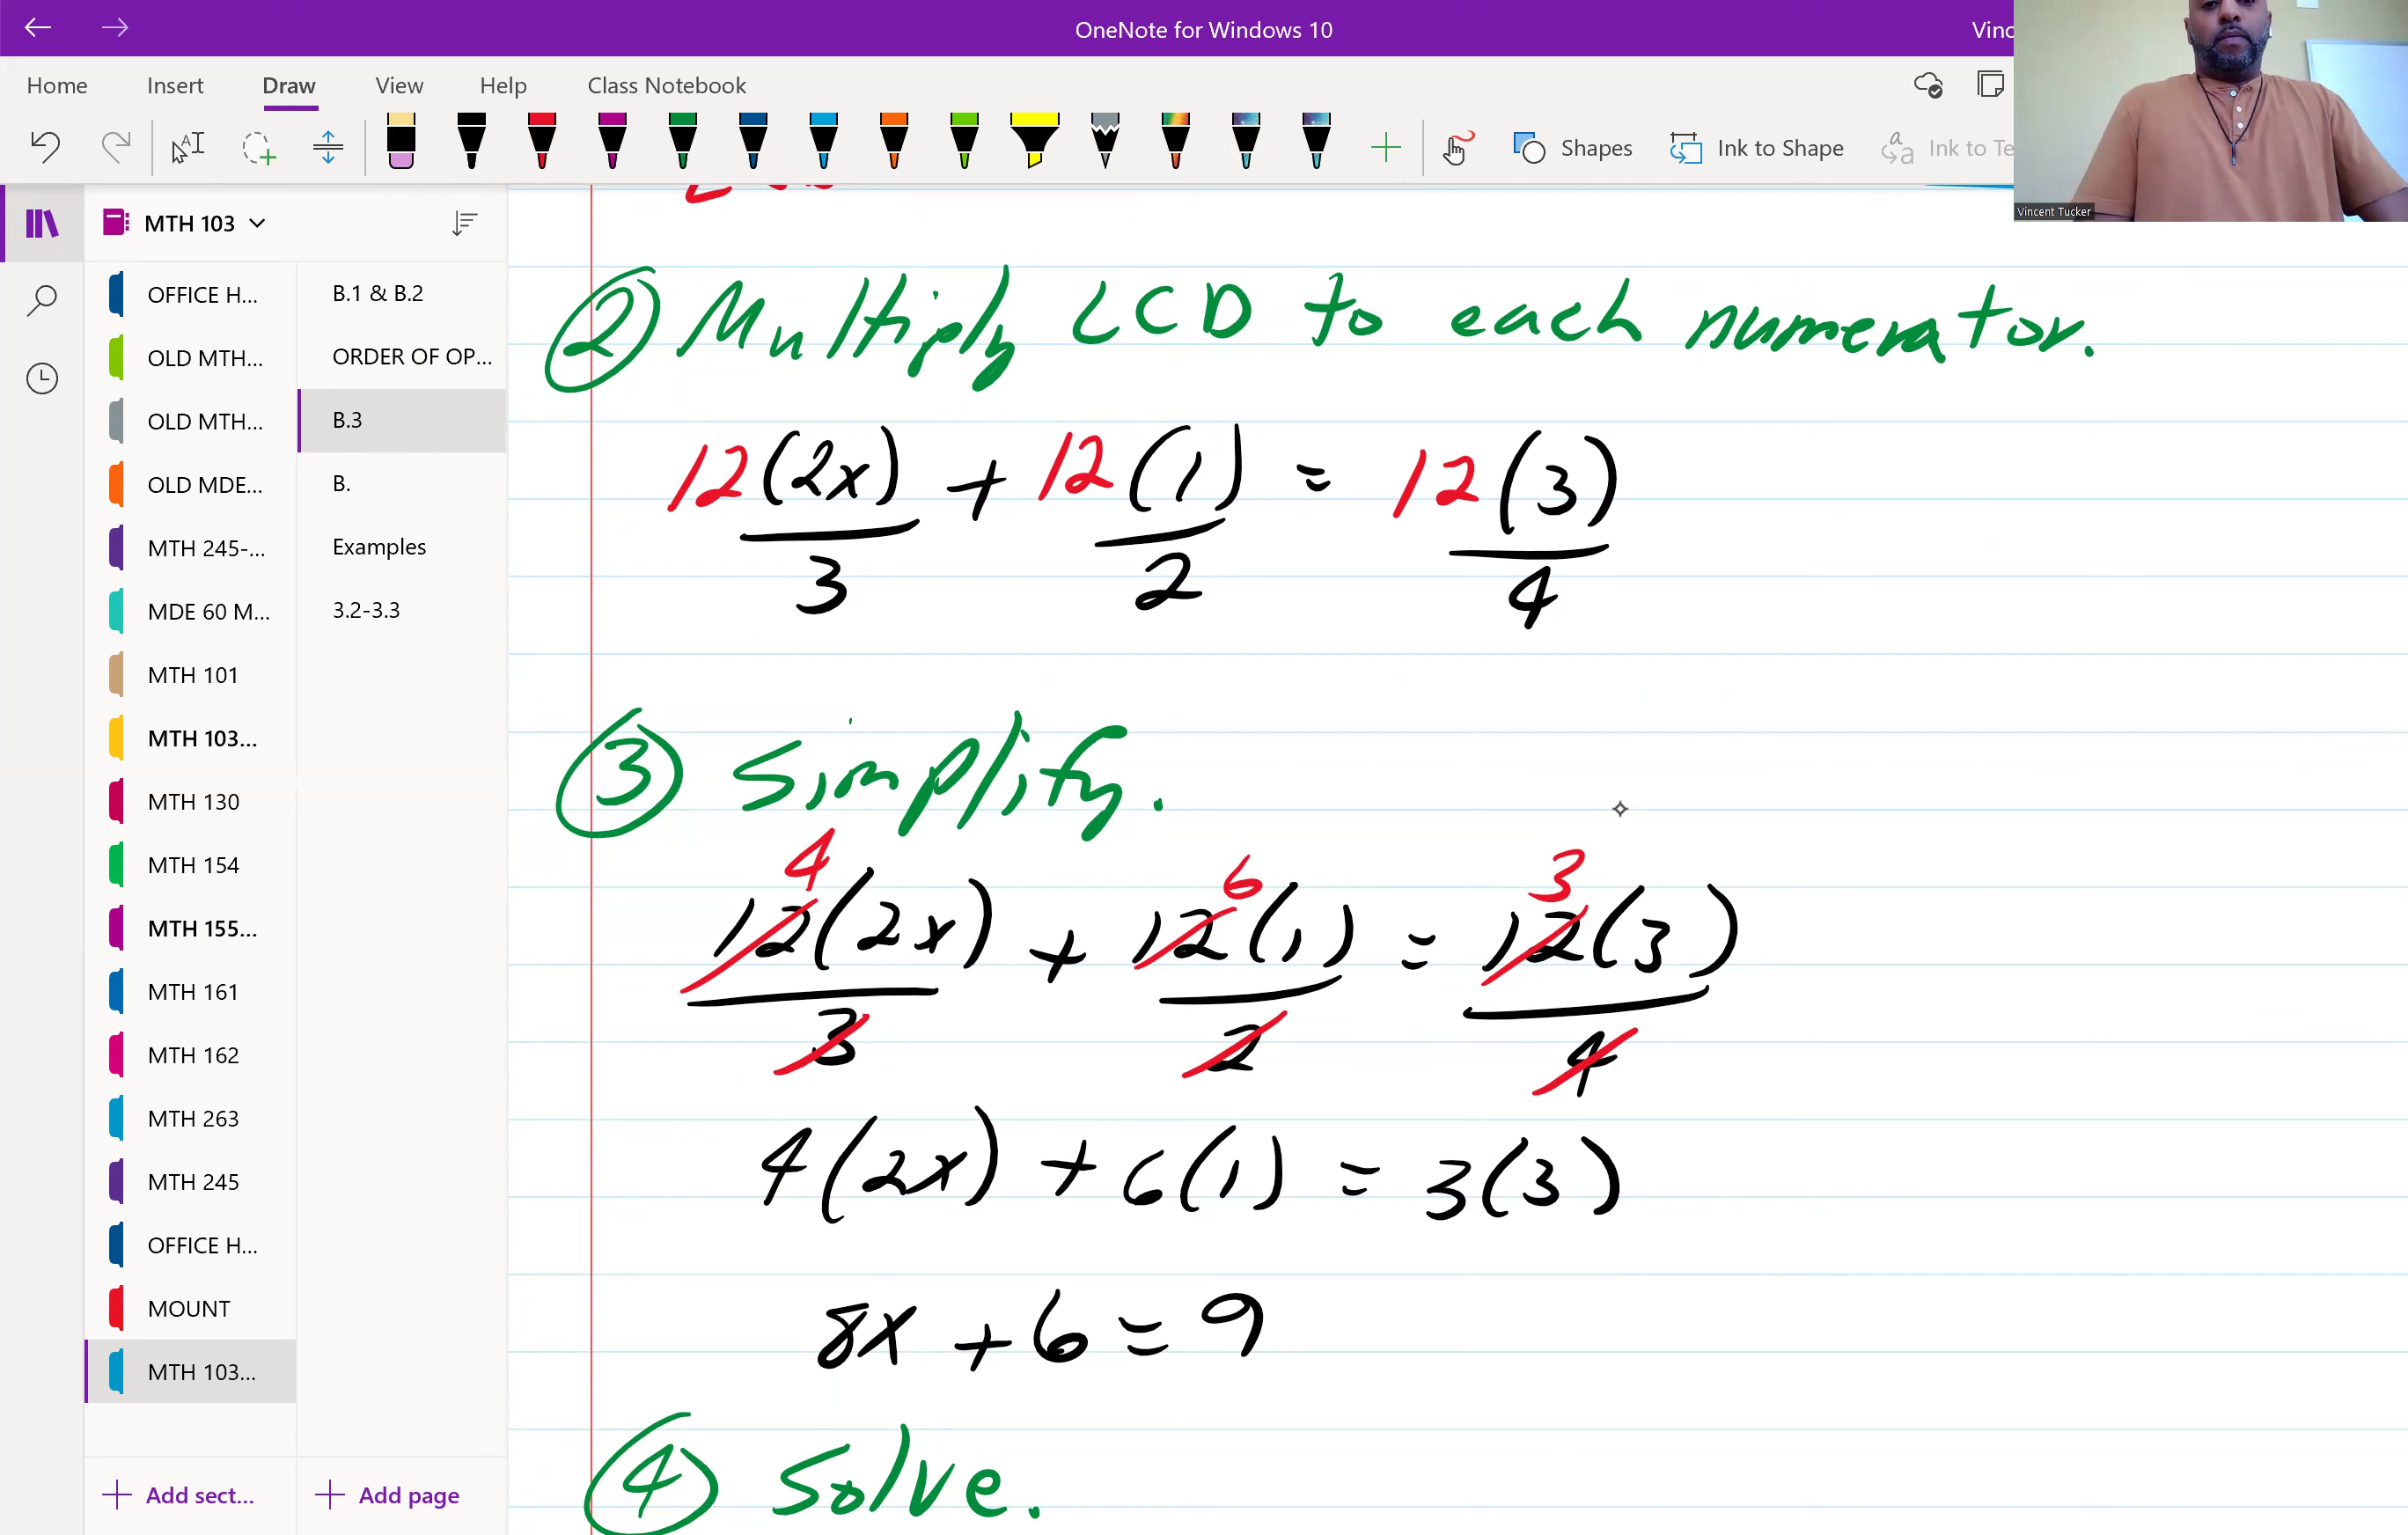 OneNote for Windows 10
Vinc
Home Insert Draw View Help Class Notebook
Shapes Ink to Shape Ink to Te
Vincent Tucker
MTH 103
OFFICE H...
OLD MTH...
OLD MTH...
OLD MDE...
MTH 245-...
MDE 60 M...
MTH 101
MTH 103...
MTH 130
MTH 154
MTH 155...
MTH 161
MTH 162
MTH 263
MTH 245
OFFICE H...
MOUNT
MTH 103...
+ Add sect...
B.1 & B.2
ORDER OF OP...
B.3
B.
Examples
3.2-3.3
+ Add page
② Multiply LCD to each numerator.
12(2x) + 12(1) = 12(3)
3 2 4
③ Simplify.
4 6 3
12(2x) + 12(1) = 12(3)
3 2 4
4(2x) + 6(1) = 3(3)
8x + 6 = 9
④ Solve.